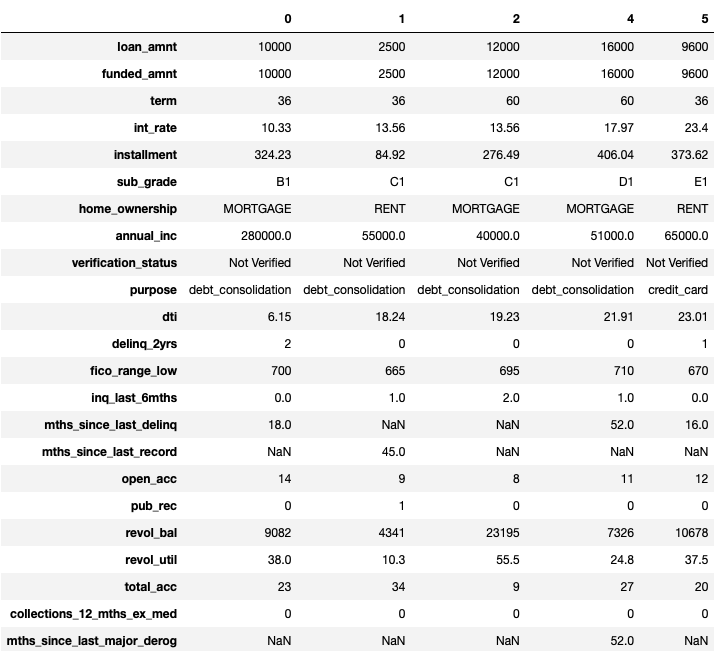 0 1 2 4 5
loan_amnt 10000 2500 12000 16000 9600
funded_amnt 10000 2500 12000 16000 9600
term 36 36 60 60 36
int_rate 10.33 13.56 13.56 17.97 23.4
installment 324.23 84.92 276.49 406.04 373.62
sub_grade B1 C1 C1 D1 E1
home_ownership MORTGAGE RENT MORTGAGE MORTGAGE RENT
annual_inc 280000.0 55000.0 40000.0 51000.0 65000.0
verification_status Not Verified Not Verified Not Verified Not Verified Not Verified
purpose debt_consolidation debt_consolidation debt_consolidation debt_consolidation credit_card
dti 6.15 18.24 19.23 21.91 23.01
delinq_2yrs 2 0 0 0 1
fico_range_low 700 665 695 710 670
inq_last_6mths 0.0 1.0 2.0 1.0 0.0
mths_since_last_delinq 18.0 NaN NaN 52.0 16.0
mths_since_last_record NaN 45.0 NaN NaN NaN
open_acc 14 9 8 11 12
pub_rec 0 1 0 0 0
revol_bal 9082 4341 23195 7326 10678
revol_util 38.0 10.3 55.5 24.8 37.5
total_acc 23 34 9 27 20
collections_12_mths_ex_med 0 0 0 0 0
mths_since_last_major_derog NaN NaN NaN 52.0 NaN